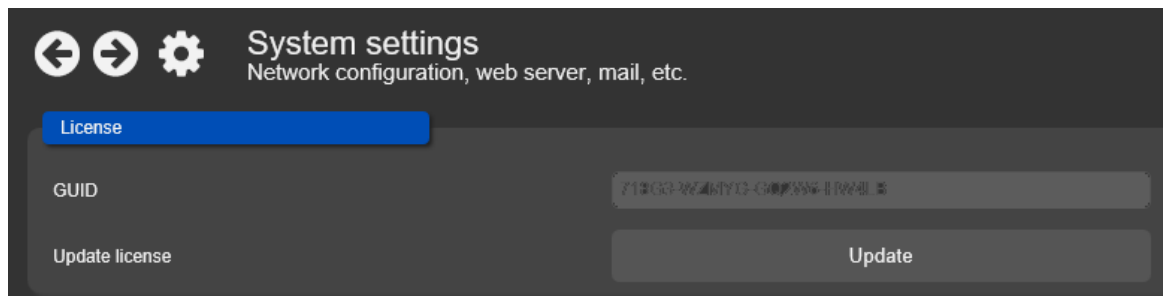 System settings
Network configuration, web server, mail, etc.
License
GUID
Update license
Update